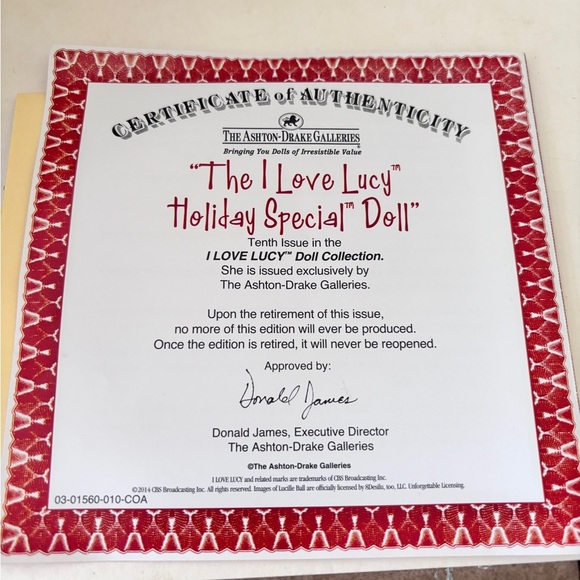 CERTIFICATE of AUTHENTICITY
THE ASHTON-DRAKE GALLERIES®
Bringing You Dolls of Irresistible Value
"The I Love Lucy™
Holiday Special™ Doll"
Tenth Issue in the
I LOVE LUCY™ Doll Collection.
She is issued exclusively by
The Ashton-Drake Galleries.
Upon the retirement of this issue,
no more of this edition will ever be produced.
Once the edition is retired, it will never be reopened.
Approved by:
Donald James
Donald James, Executive Director
The Ashton-Drake Galleries
©The Ashton-Drake Galleries
I LOVE LUCY and related marks are trademarks of CBS Broadcasting Inc.
©2014 CBS Broadcasting Inc. All rights reserved. Images of Lucille Ball are officially licensed by 8Desilu, too, LLC. Unforgettable Licensing.
03-01560-010-COA